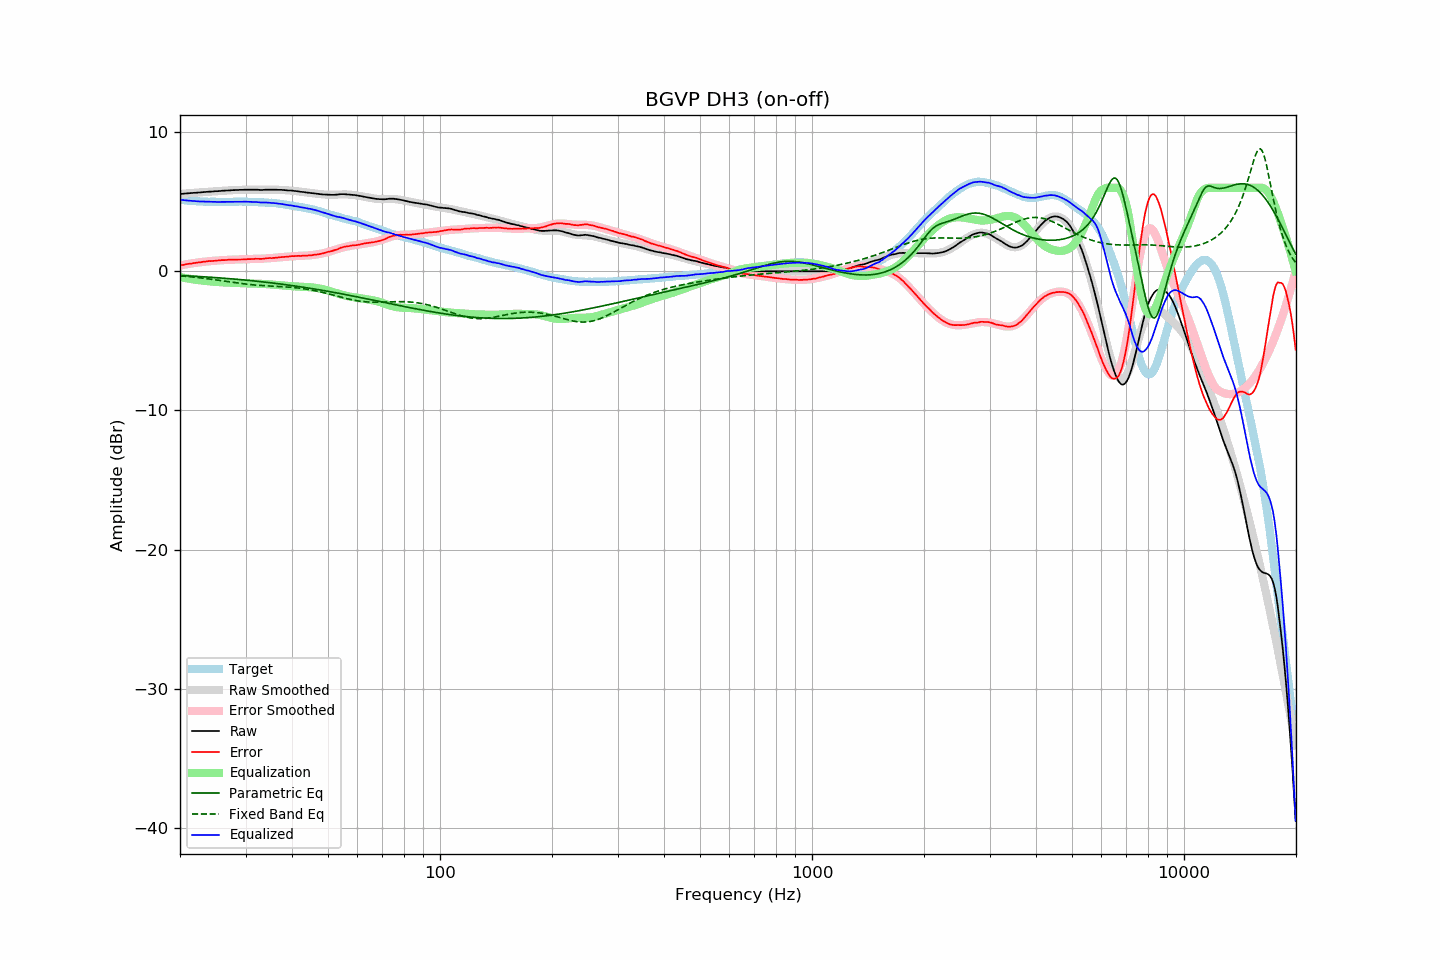 BGVP DH3 (on-off)
10
0
−10
−20
−30
−40
Amplitude (dBr)
Target
Raw Smoothed
Error Smoothed
Raw
Error
Equalization
Parametric Eq
Fixed Band Eq
Equalized
100
1000
10000
Frequency (Hz)